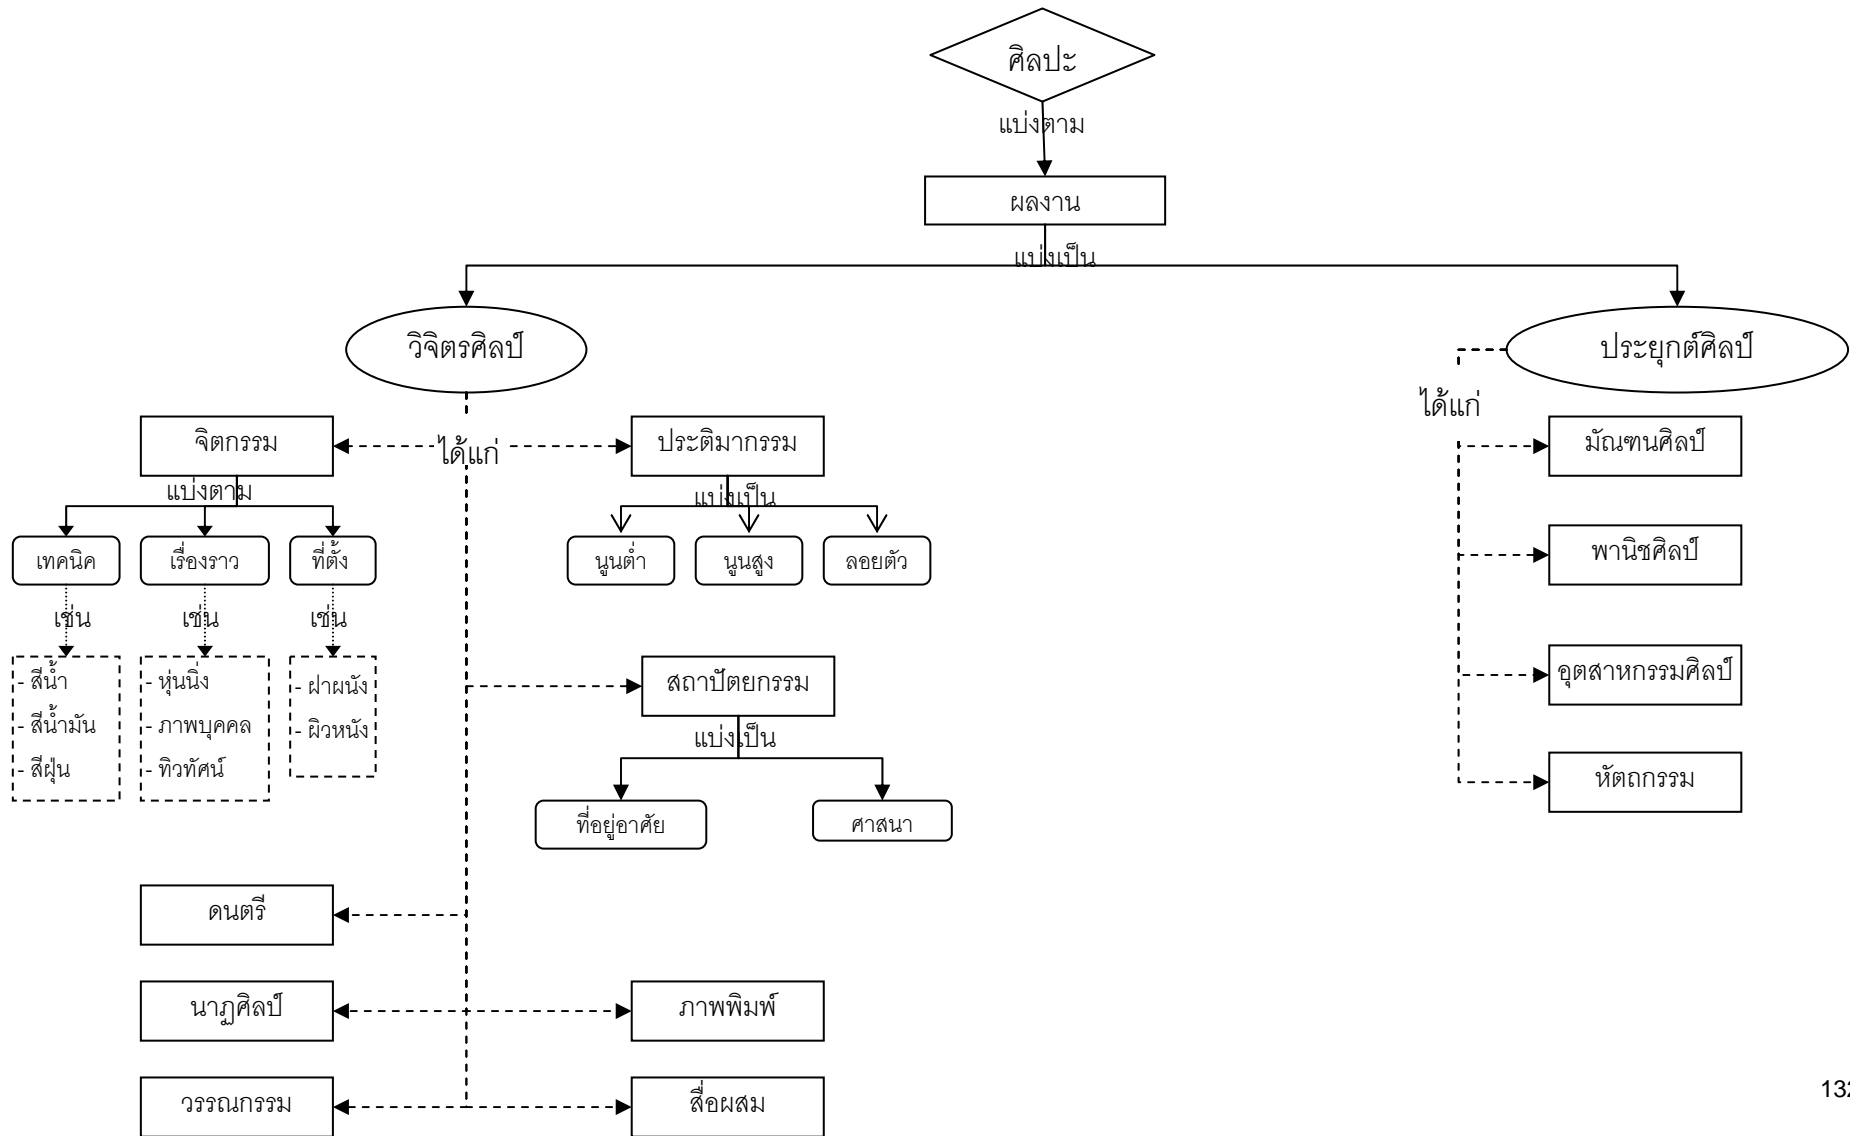 ศิลปะ
แบ่งตาม
ผลงาน
แบ่งเป็น
วิจิตรศิลป์
ประยุกต์ศิลป์
ได้แก่
จิตกรรม
ได้แก่
ประติมากรรม
มัณฑนศิลป์
แบ่งตาม
แบ่งเป็น
เทคนิค
เรื่องราว
ที่ตั้ง
นูนต่ำ
นูนสูง
ลอยตัว
พานิชศิลป์
เช่น
เช่น
เช่น
- สีน้ำ
- สีน้ำมัน
- สีฝุ่น
- หุ่นนิ่ง
- ภาพบุคคล
- ทิวทัศน์
- ฝาผนัง
- ผิวหนัง
สถาปัตยกรรม
อุตสาหกรรมศิลป์
แบ่งเป็น
หัตถกรรม
ที่อยู่อาศัย
ศาสนา
ดนตรี
นาฏศิลป์
ภาพพิมพ์
วรรณกรรม
สื่อผสม
132